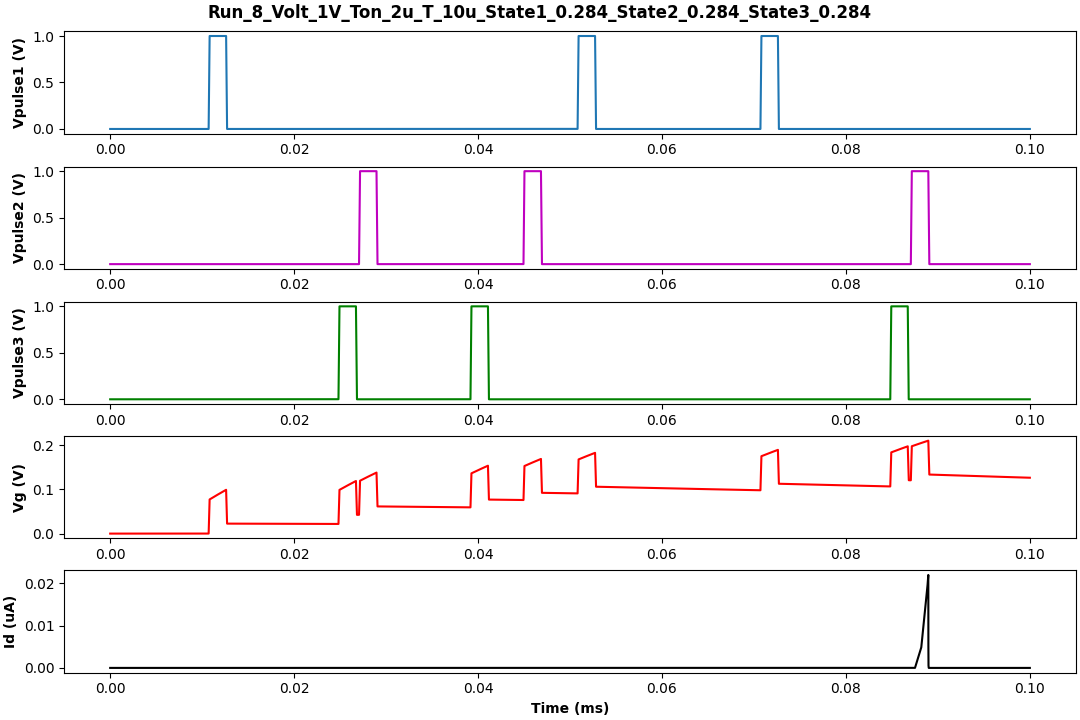 Run_8_Volt_1V_Ton_2u_T_10u_State1_0.284_State2_0.284_State3_0.284
Vpulse1 (V)
1.0
0.5
0.0
0.00 0.02 0.04 0.06 0.08 0.10
Vpulse2 (V)
1.0
0.5
0.0
0.00 0.02 0.04 0.06 0.08 0.10
Vpulse3 (V)
1.0
0.5
0.0
0.00 0.02 0.04 0.06 0.08 0.10
Vg (V)
0.2
0.1
0.0
0.00 0.02 0.04 0.06 0.08 0.10
Id (uA)
0.02
0.01
0.00
0.00 0.02 0.04 0.06 0.08 0.10
Time (ms)